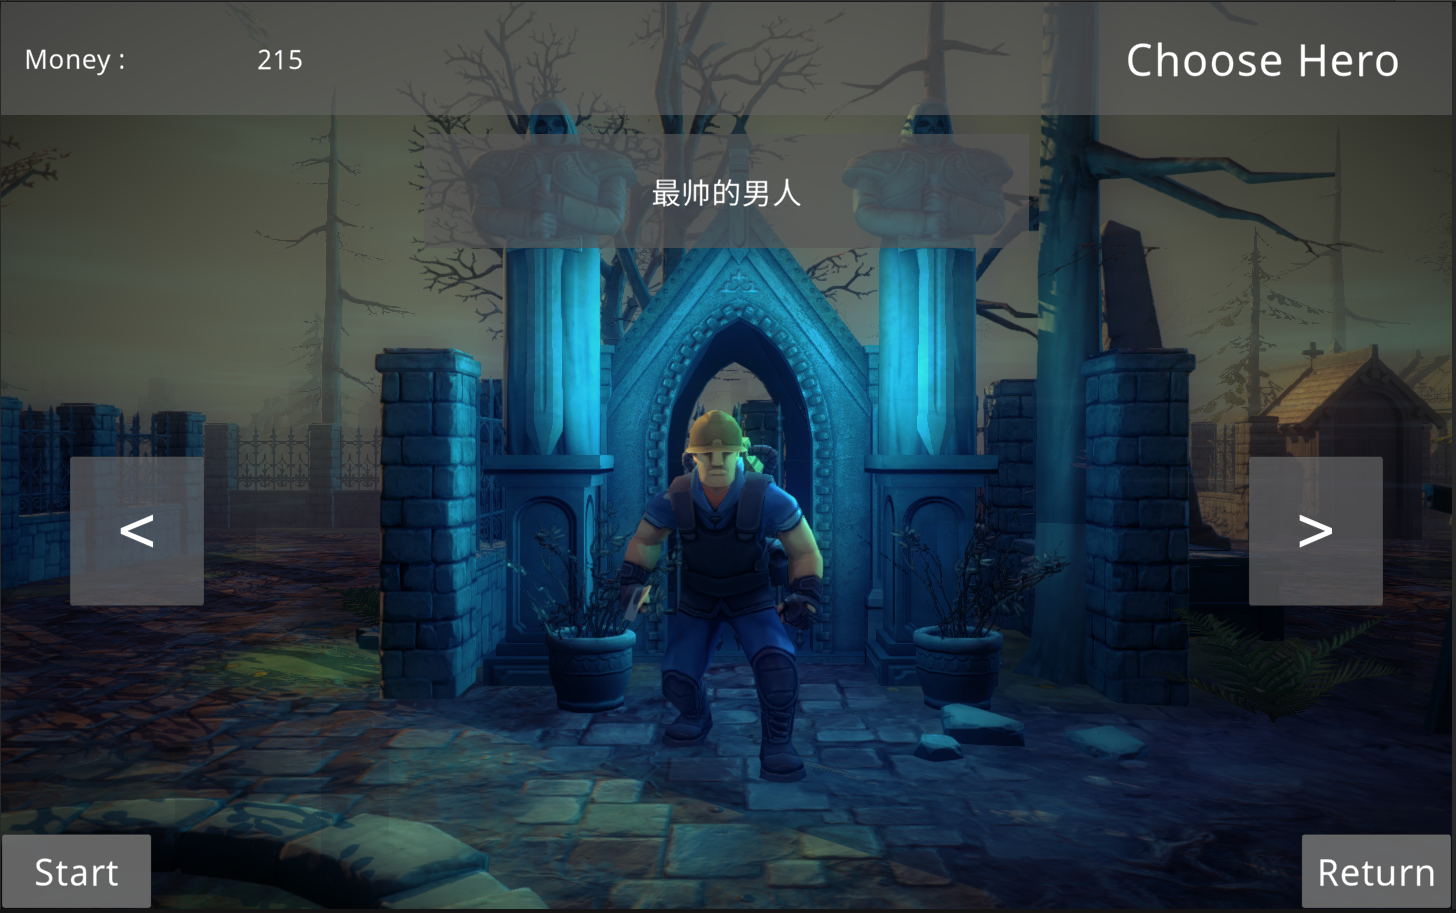 Money : 215
Choose Hero
最帅的男人
<
>
Start
Return